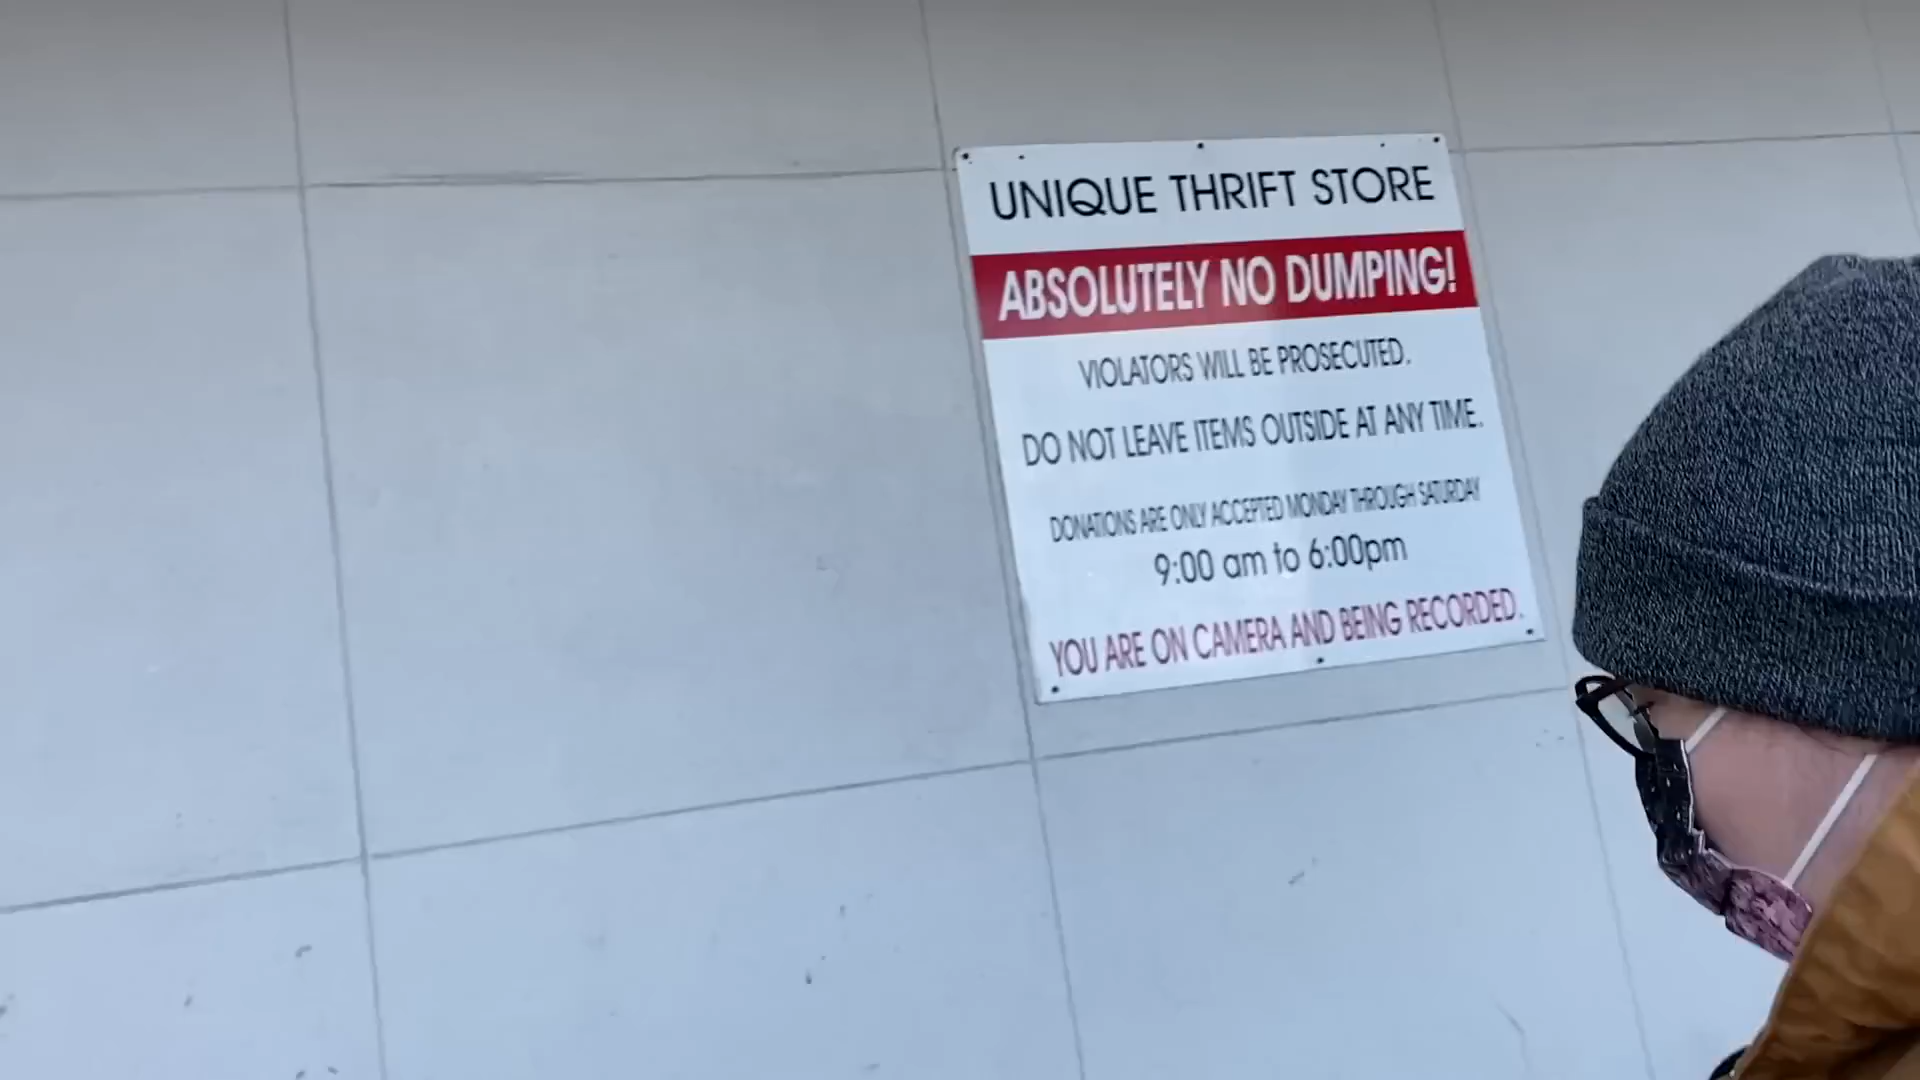 UNIQUE THRIFT STORE
ABSOLUTELY NO DUMPING!
VIOLATORS WILL BE PROSECUTED.
DO NOT LEAVE ITEMS OUTSIDE AT ANY TIME.
DONATIONS ARE ONLY ACCEPTED MONDAY THROUGH SATURDAY
9:00 am to 6:00pm
YOU ARE ON CAMERA AND BEING RECORDED.